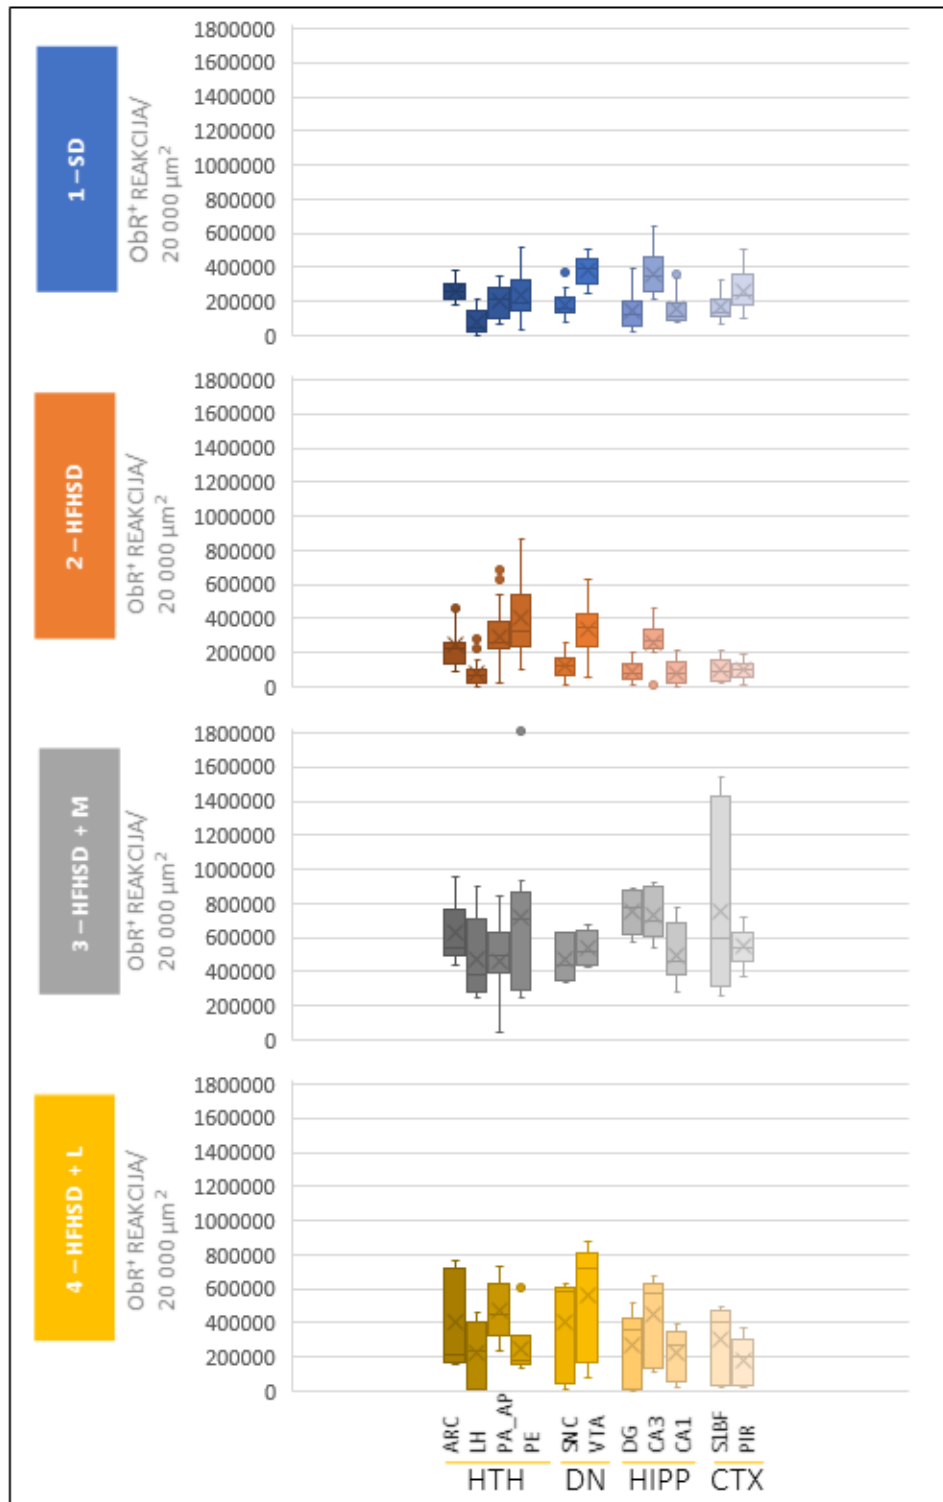 1 – SD
ObR⁺ REAKCIJA/
20 000 µm²
1800000
1600000
1400000
1200000
1000000
800000
600000
400000
200000
0
2 – HFHSD
ObR⁺ REAKCIJA/
20 000 µm²
1800000
1600000
1400000
1200000
1000000
800000
600000
400000
200000
0
3 – HFHSD + M
ObR⁺ REAKCIJA/
20 000 µm²
1800000
1600000
1400000
1200000
1000000
800000
600000
400000
200000
0
4 – HFHSD + L
ObR⁺ REAKCIJA/
20 000 µm²
1800000
1600000
1400000
1200000
1000000
800000
600000
400000
200000
0
ARC
LH
PA_AP
PE
SNC
VTA
DG
CA3
CA1
S1BF
PIR
HTH
DN
HIPP
CTX